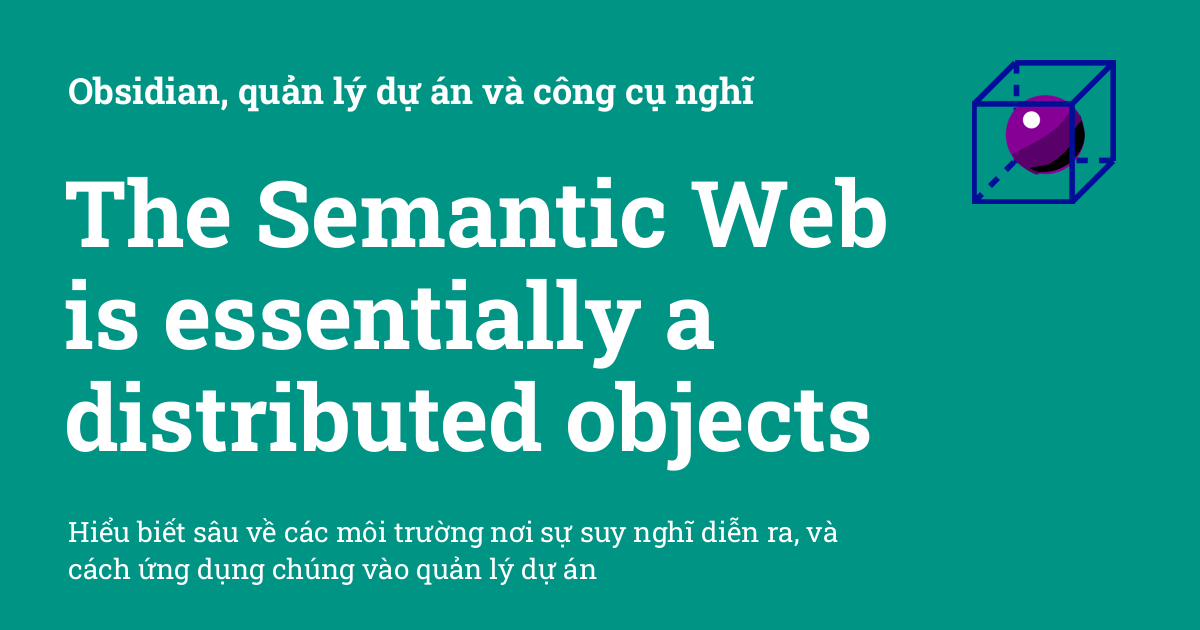 Obsidian, quản lý dự án và công cụ nghĩ
The Semantic Web
is essentially a
distributed objects
Hiểu biết sâu về các môi trường nơi sự suy nghĩ diễn ra, và
cách ứng dụng chúng vào quản lý dự án